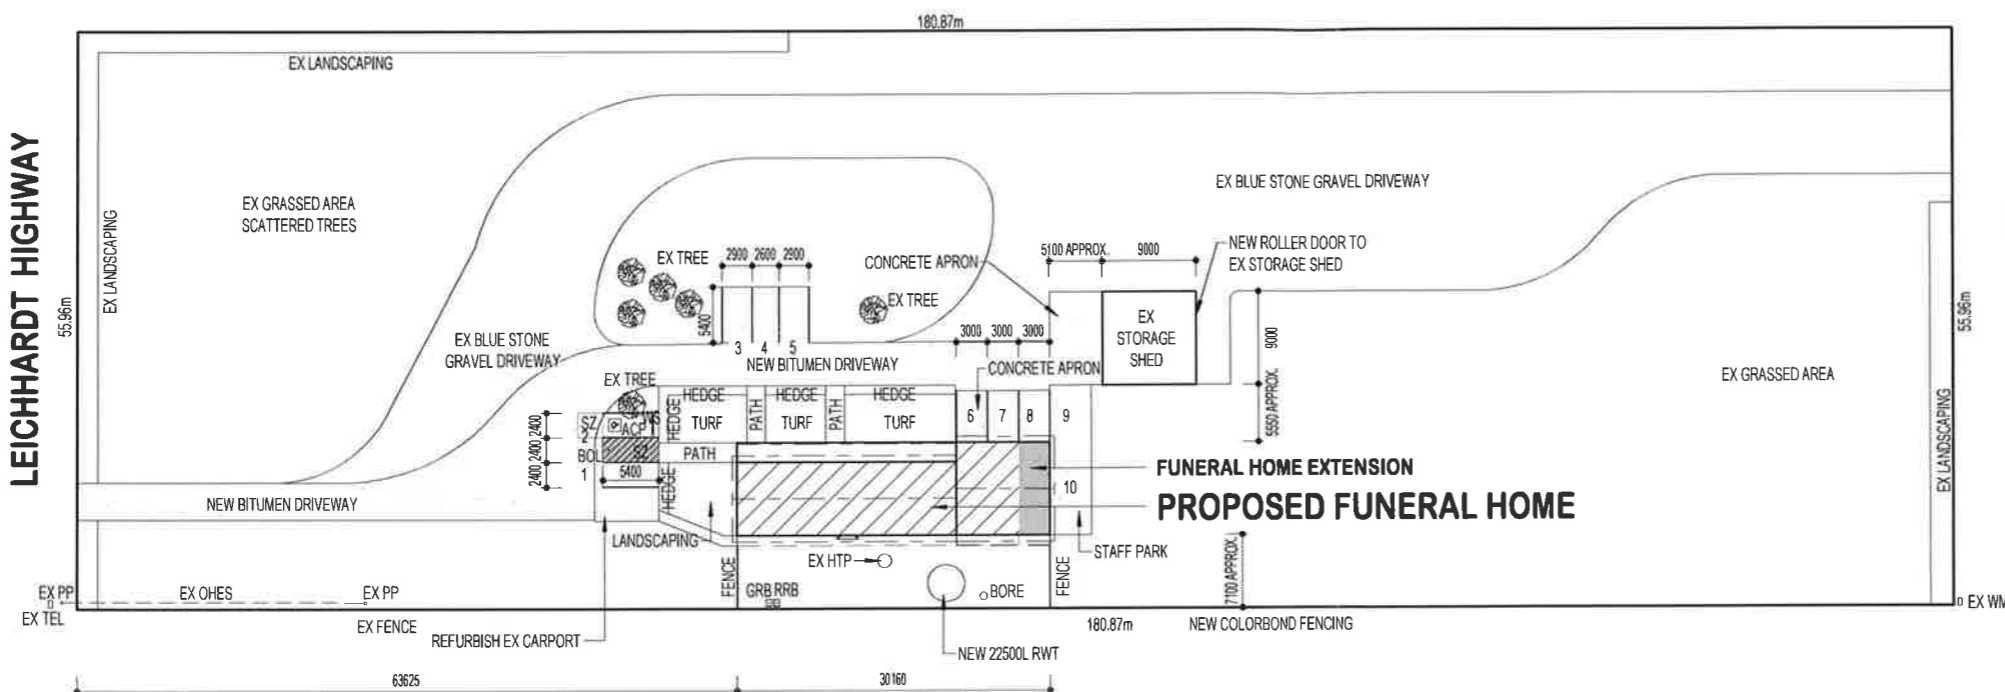 180.87m
EX LANDSCAPING
LEICHHARDT HIGHWAY
55.96m
EX LANDSCAPING
EX GRASSED AREA
SCATTERED TREES
EX BLUE STONE GRAVEL DRIVEWAY
EX TREE
2900 2600 2900
CONCRETE APRON
5100 APPROX. 9000
NEW ROLLER DOOR TO
EX STORAGE SHED
5400
EX TREE
EX
STORAGE
SHED
9000
55.96m
EX BLUE STONE
GRAVEL DRIVEWAY
3 4 5
NEW BITUMEN DRIVEWAY
3000 3000 3000
CONCRETE APRON
EX GRASSED AREA
EX TREE
HEDGE
HEDGE
HEDGE
HEDGE
TURF
PATH
TURF
PATH
TURF
6 7 8 9
5550 APPROX.
2400
2400
2400
SZ
2
ACP
SZ
BOL
1
5400
PATH
HEDGE
FUNERAL HOME EXTENSION
PROPOSED FUNERAL HOME
10
EX LANDSCAPING
NEW BITUMEN DRIVEWAY
LANDSCAPING
STAFF PARK
EX HTP
FENCE
GRB RRB
BORE
FENCE
7100 APPROX.
EX PP
EX OHES
EX PP
EX TEL
EX FENCE
REFURBISH EX CARPORT
180.87m
NEW COLORBOND FENCING
EX WM
NEW 22500L RWT
63625
30160